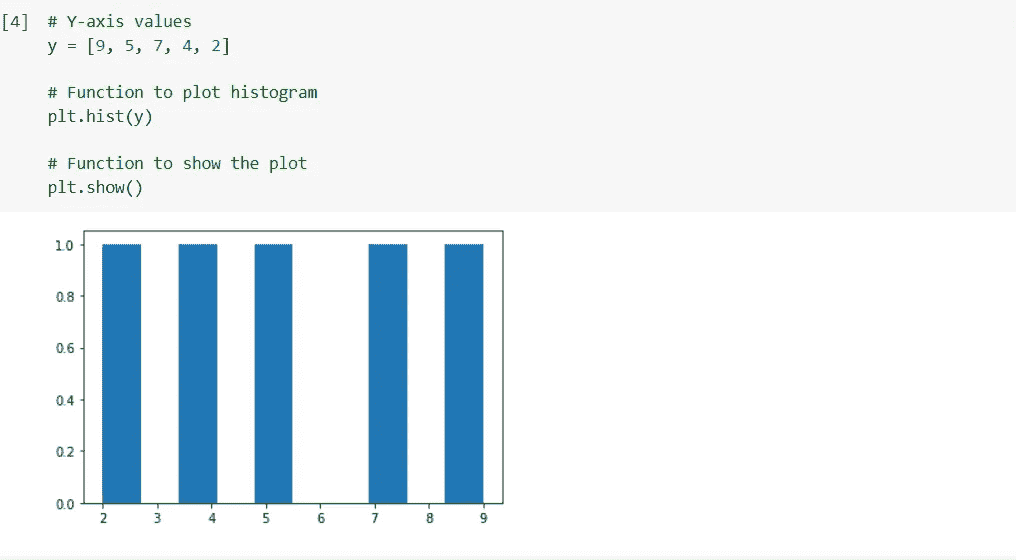 [4] # Y-axis values
y = [9, 5, 7, 4, 2]
# Function to plot histogram
plt.hist(y)
# Function to show the plot
plt.show()
1.0
0.8
0.6
0.4
0.2
0.0
2 3 4 5 6 7 8 9